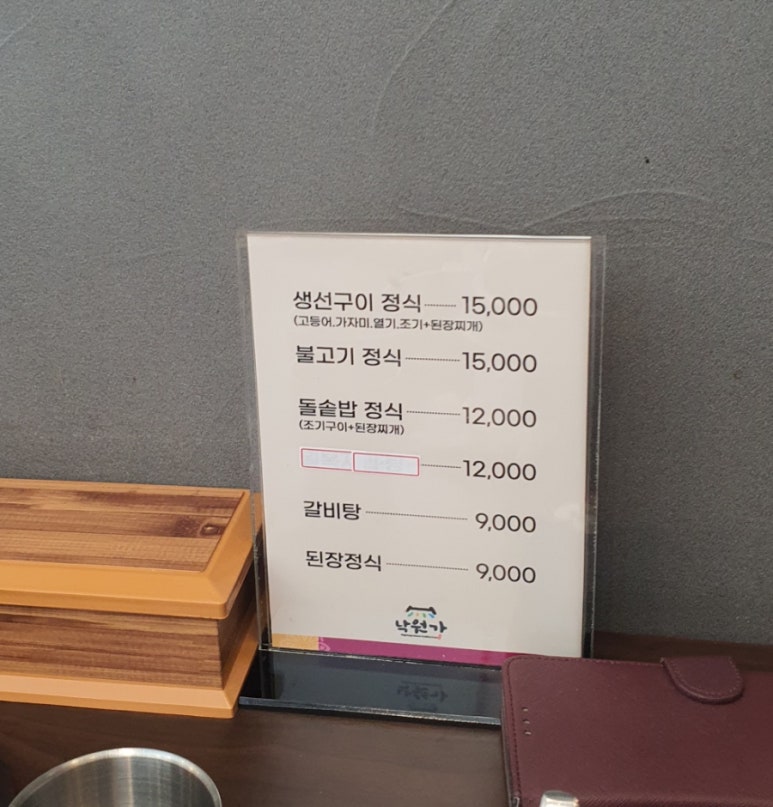 생선구이 정식 15,000
(고등어.가자미.열기.조기+된장찌개)
불고기 정식 15,000
돌솥밥 정식 12,000
(조기구이+된장찌개)
12,000
갈비탕 9,000
된장정식 9,000
낙원가